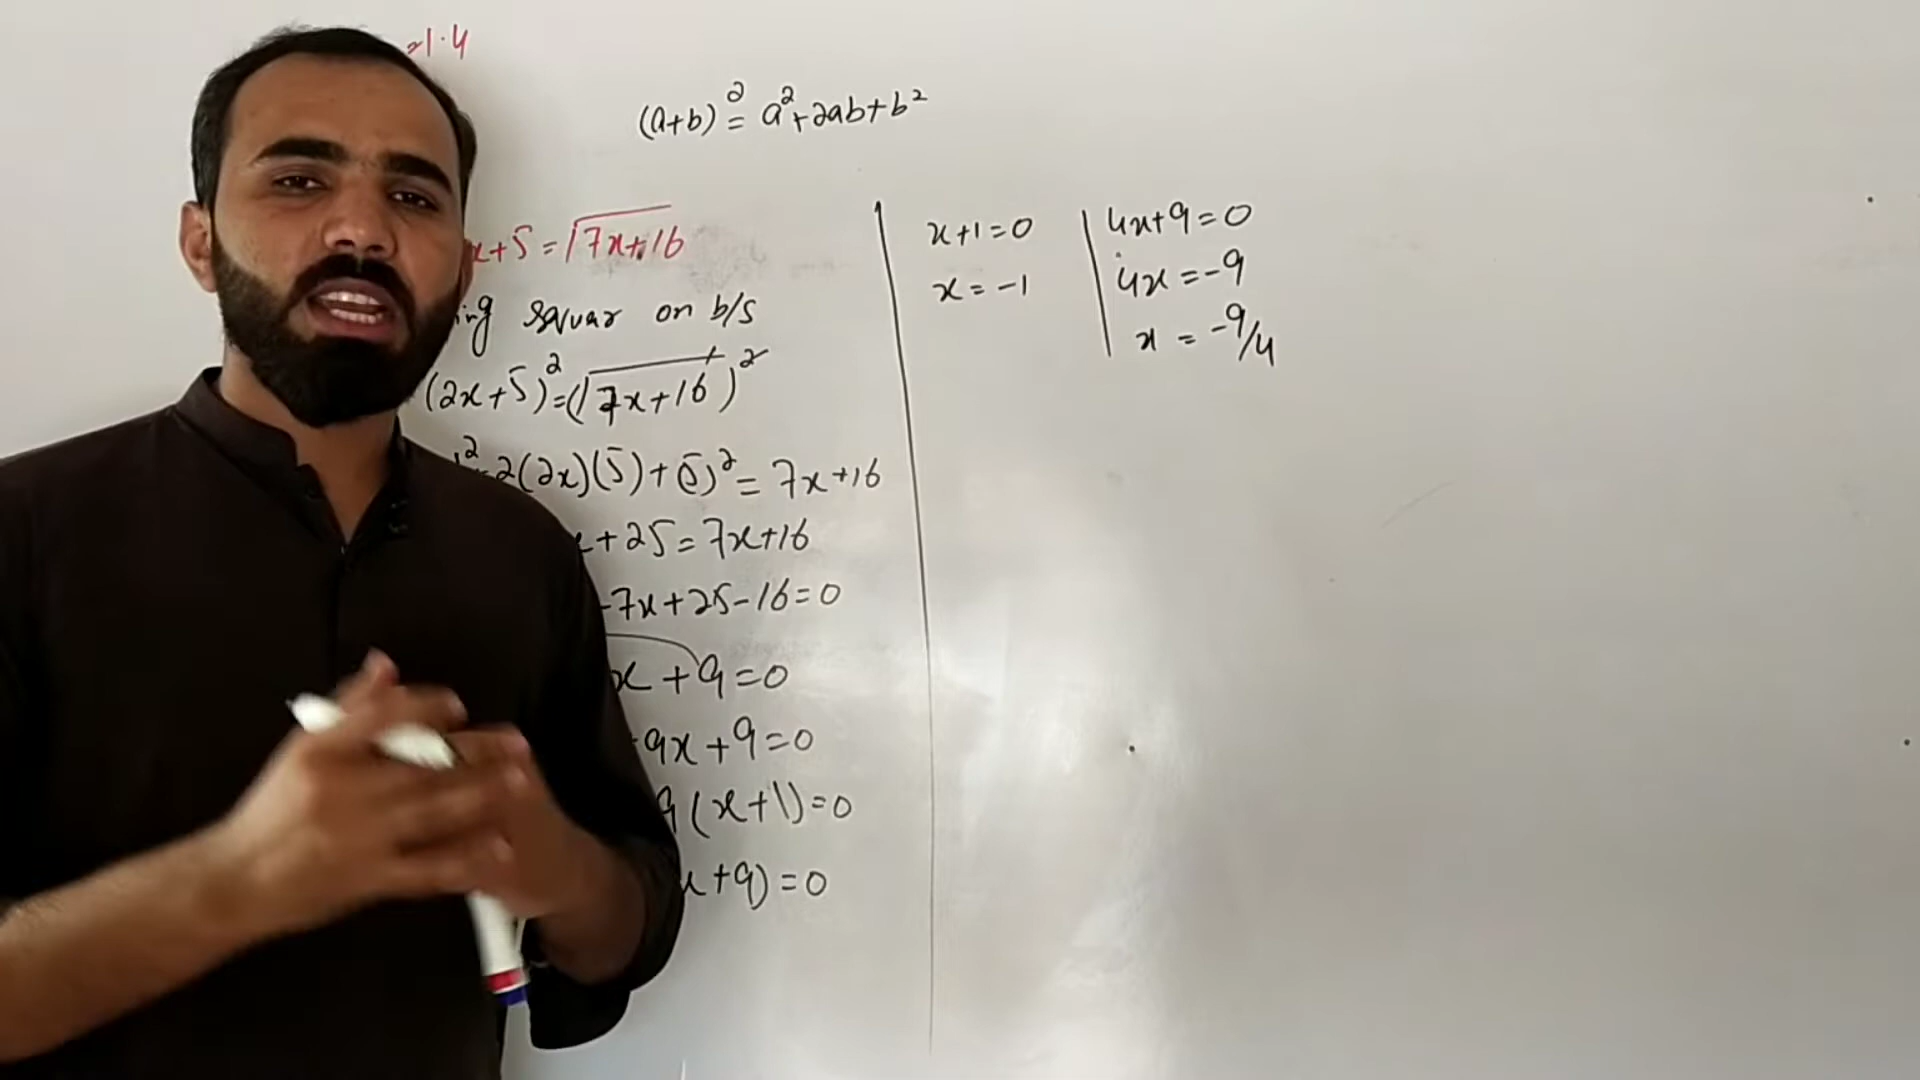 1.4
(a+b)² = a²+2ab+b²
x+5 = √7x+16
ing squar on b/s
(2x+5)² = (√7x+16)²
)² + 2(2x)(5) + (5)² = 7x+16
x+25 = 7x+16
-7x+25-16=0
x+9=0
+9x+9=0
9(x+1)=0
x+9)=0
x+1=0
x=-1
4x+9=0
4x=-9
x = -9/4